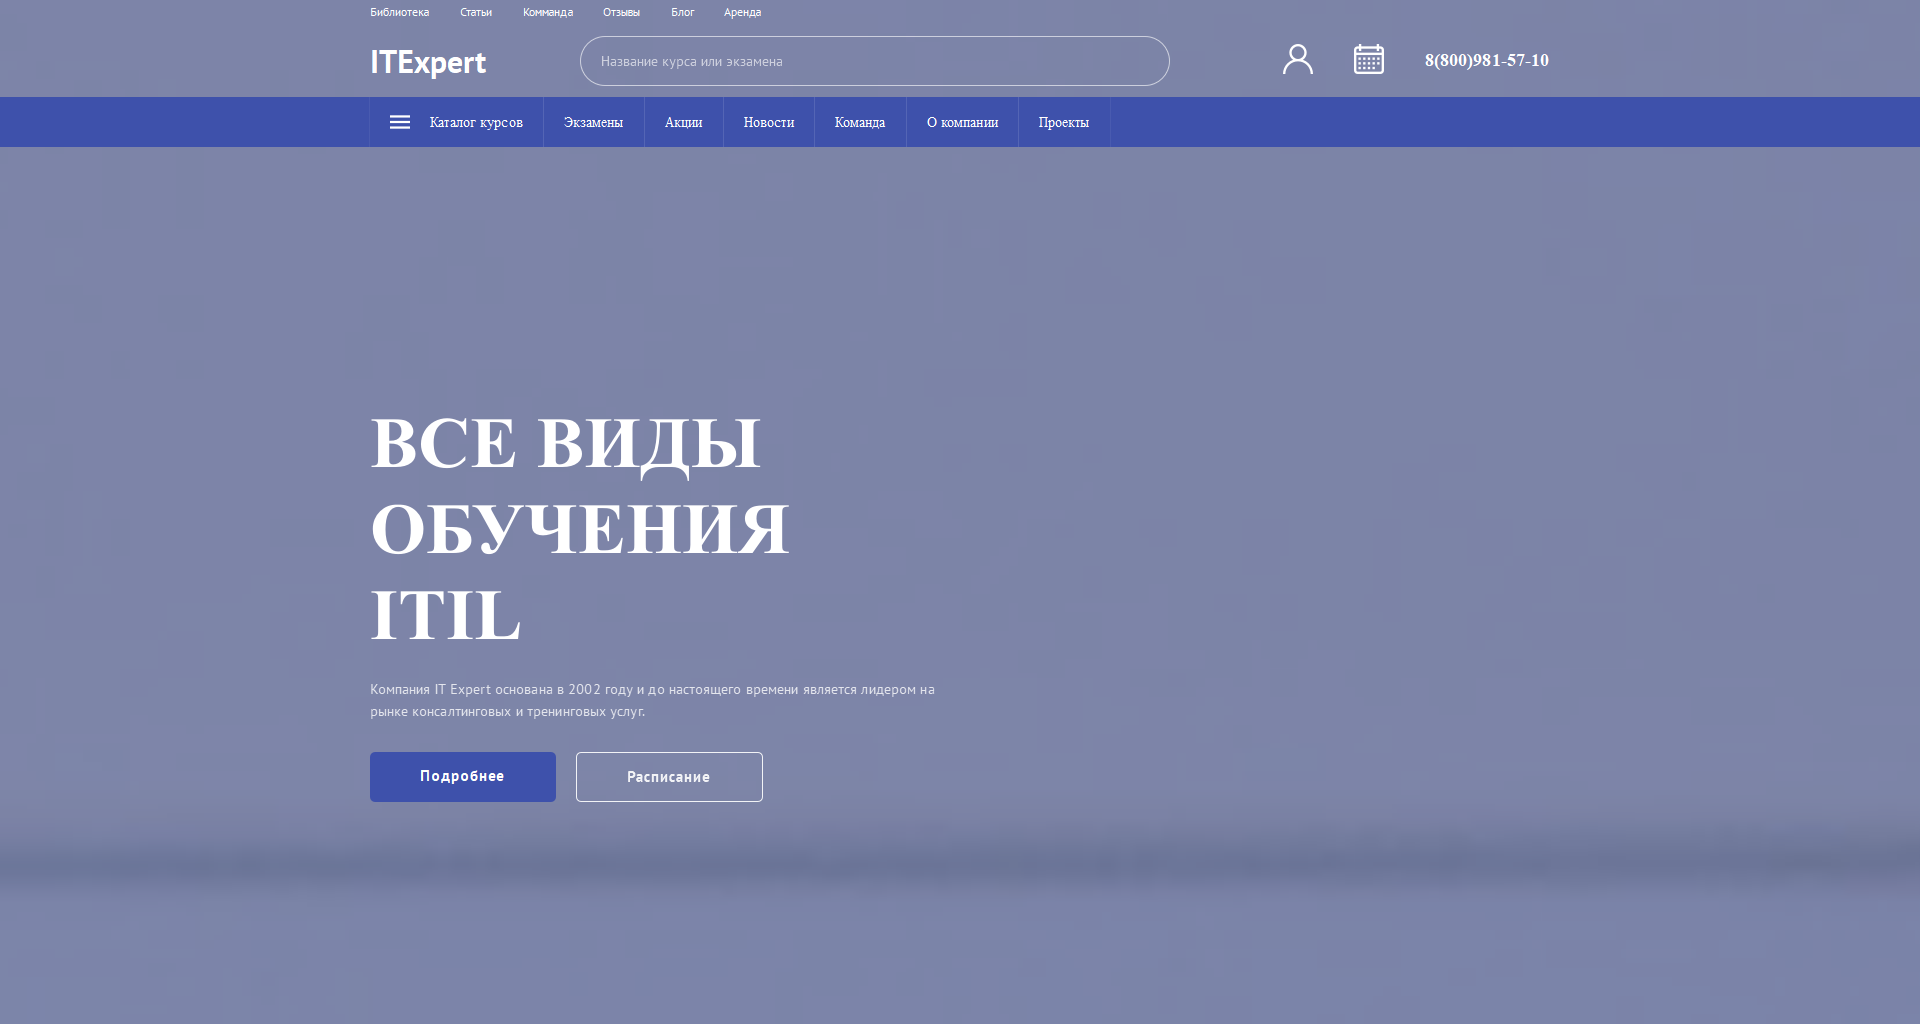 Библиотека Статьи Комманда Отзывы Блог Аренда
ITExpert Название курса или экзамена 8(800)981-57-10
Каталог курсов Экзамены Акции Новости Команда О компании Проекты
ВСЕ ВИДЫ
ОБУЧЕНИЯ
ITIL
Компания IT Expert основана в 2002 году и до настоящего времени является лидером на
рынке консалтинговых и тренинговых услуг.
Подробнее Расписание